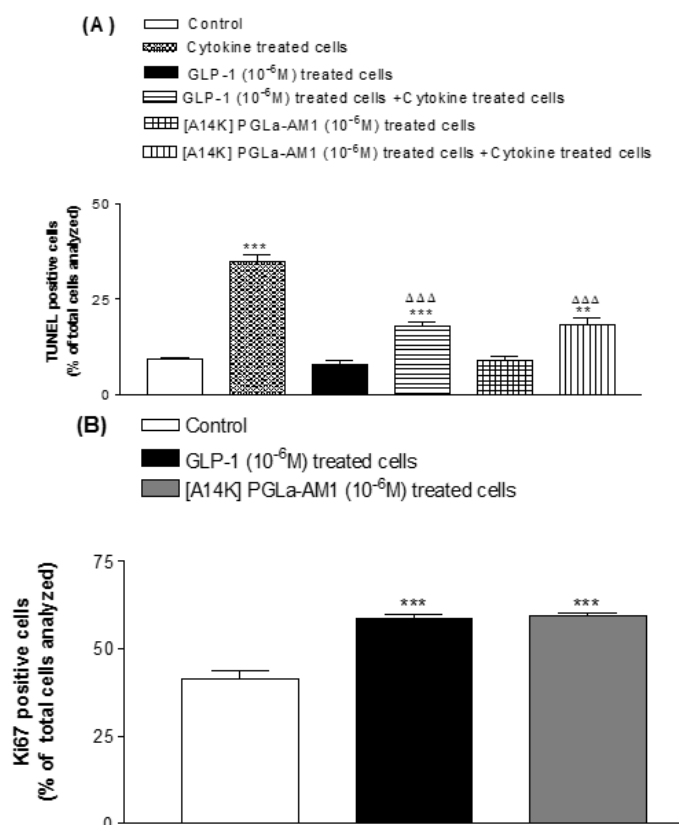 (A)
Control
Cytokine treated cells
GLP-1 (10⁻⁶M) treated cells
GLP-1 (10⁻⁶M) treated cells +Cytokine treated cells
[A14K] PGLa-AM1 (10⁻⁶M) treated cells
[A14K] PGLa-AM1 (10⁻⁶M) treated cells +Cytokine treated cells
TUNEL positive cells
(% of total cells analyzed)
50
25
0
***
ΔΔΔ
***
ΔΔΔ
**
(B)
Control
GLP-1 (10⁻⁶M) treated cells
[A14K] PGLa-AM1 (10⁻⁶M) treated cells
Ki67 positive cells
(% of total cells analyzed)
75
50
25
0
***
***